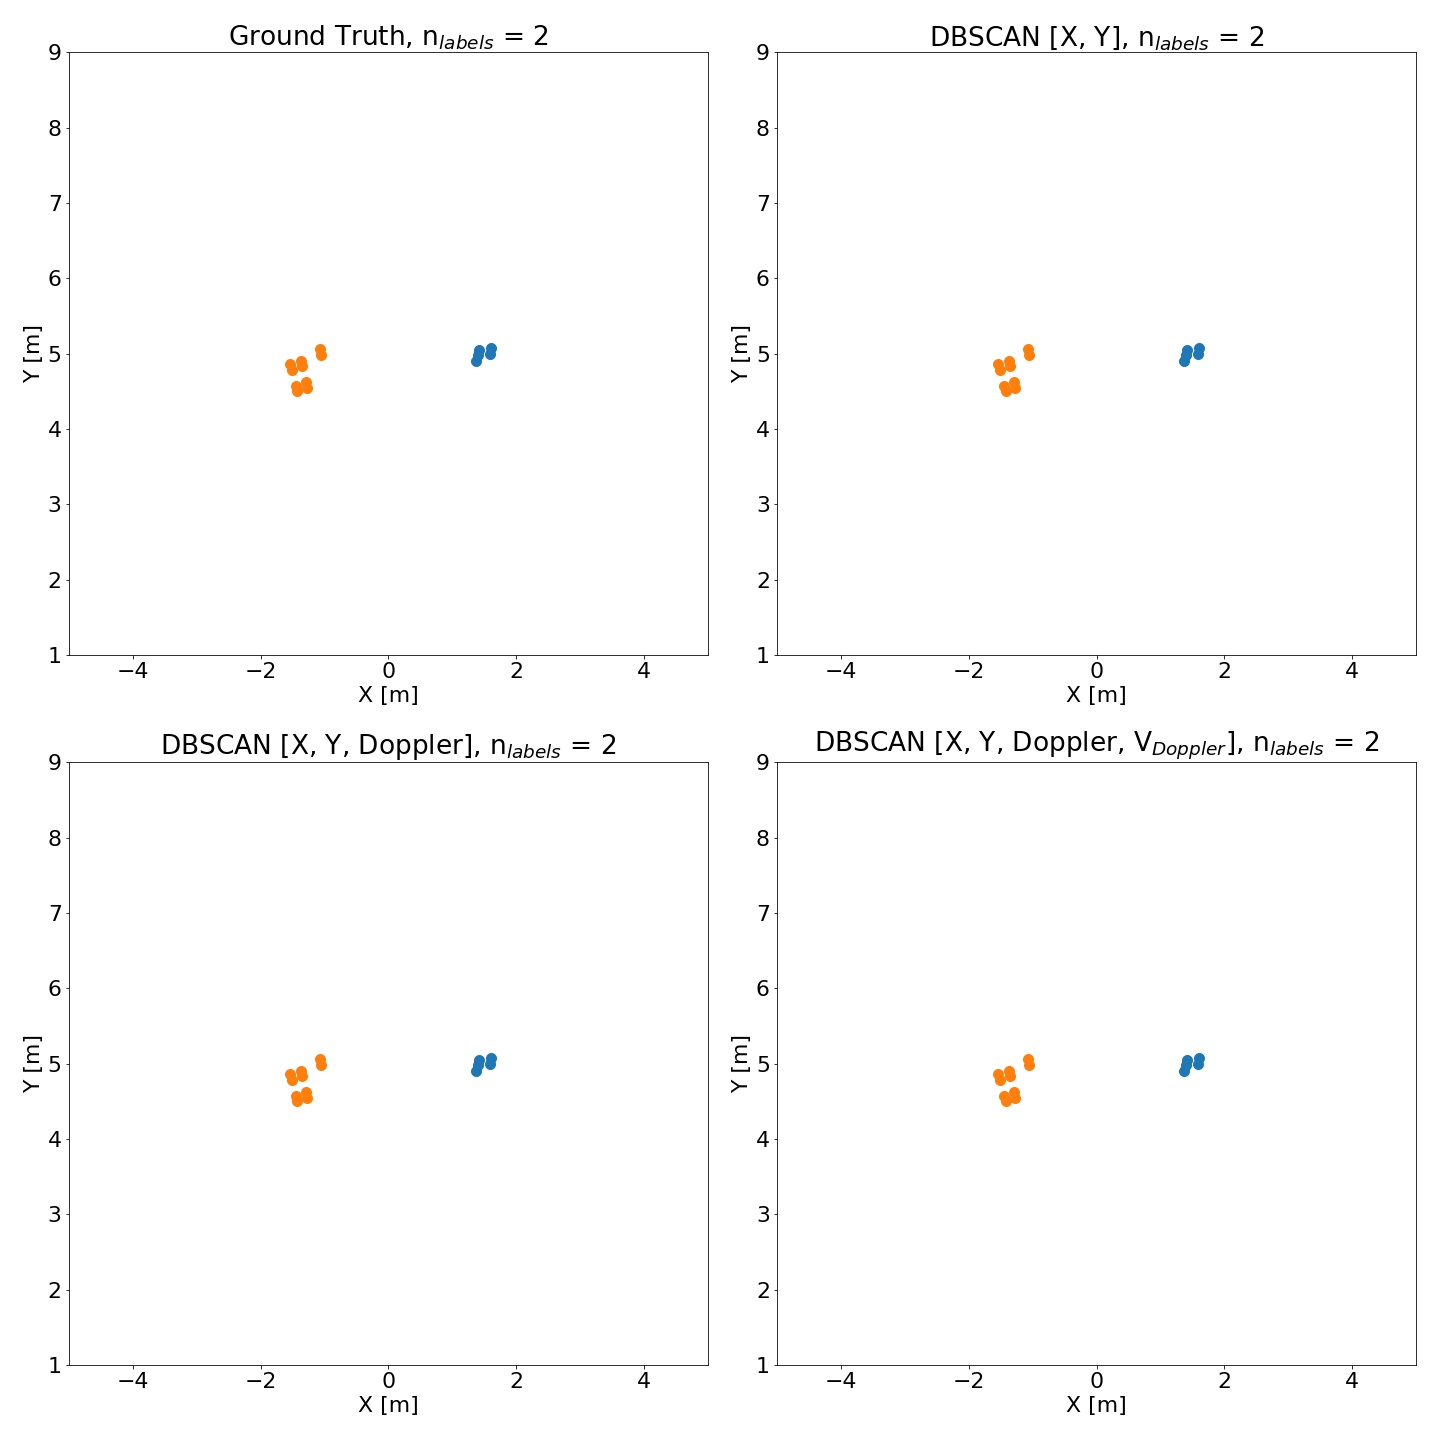 Ground Truth, n_labels = 2
9
8
7
6
5
4
3
2
1
Y [m]
−4 −2 0 2 4
X [m]
DBSCAN [X, Y], n_labels = 2
9
8
7
6
5
4
3
2
1
Y [m]
−4 −2 0 2 4
X [m]
DBSCAN [X, Y, Doppler], n_labels = 2
9
8
7
6
5
4
3
2
1
Y [m]
−4 −2 0 2 4
X [m]
DBSCAN [X, Y, Doppler, V_Doppler], n_labels = 2
9
8
7
6
5
4
3
2
1
Y [m]
−4 −2 0 2 4
X [m]